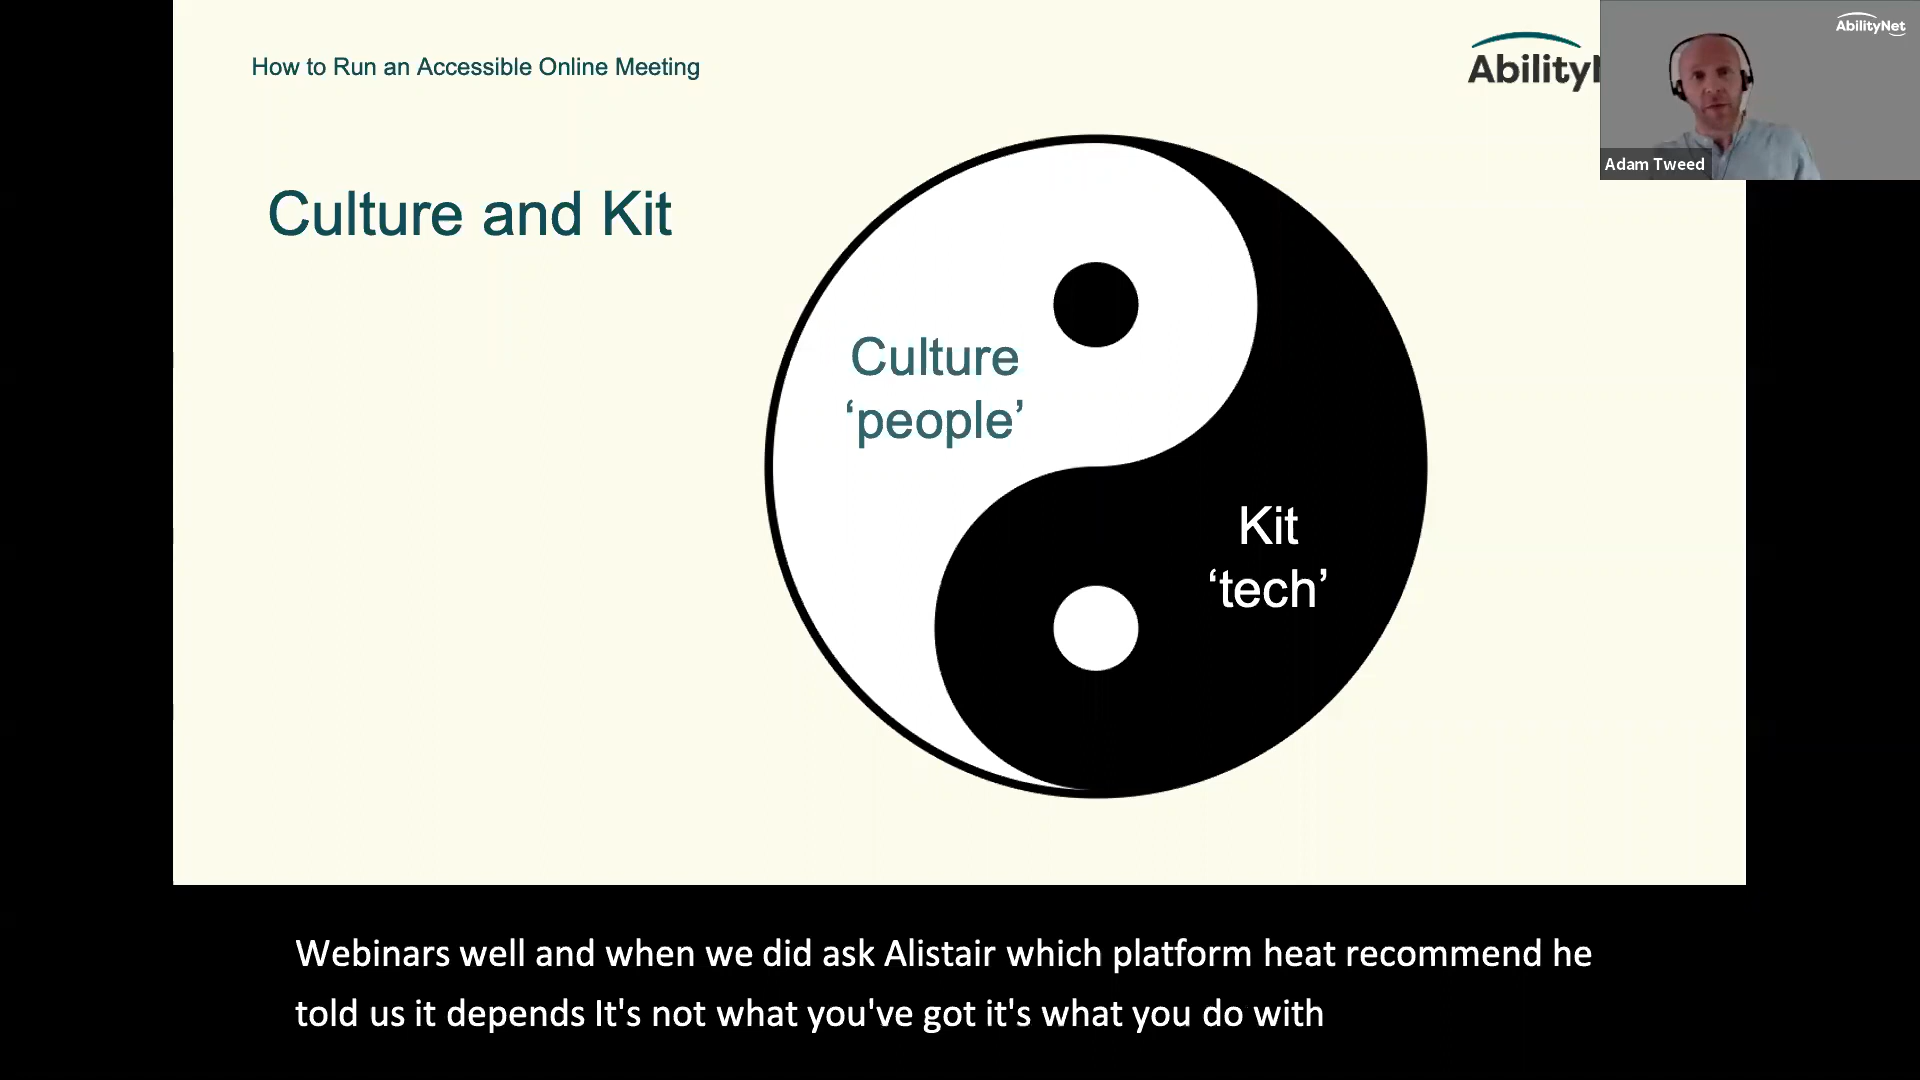 How to Run an Accessible Online Meeting
Ability
AbilityNet
Adam Tweed
Culture and Kit
Culture
‘people’
Kit
‘tech’
Webinars well and when we did ask Alistair which platform heat recommend he
told us it depends It's not what you've got it's what you do with